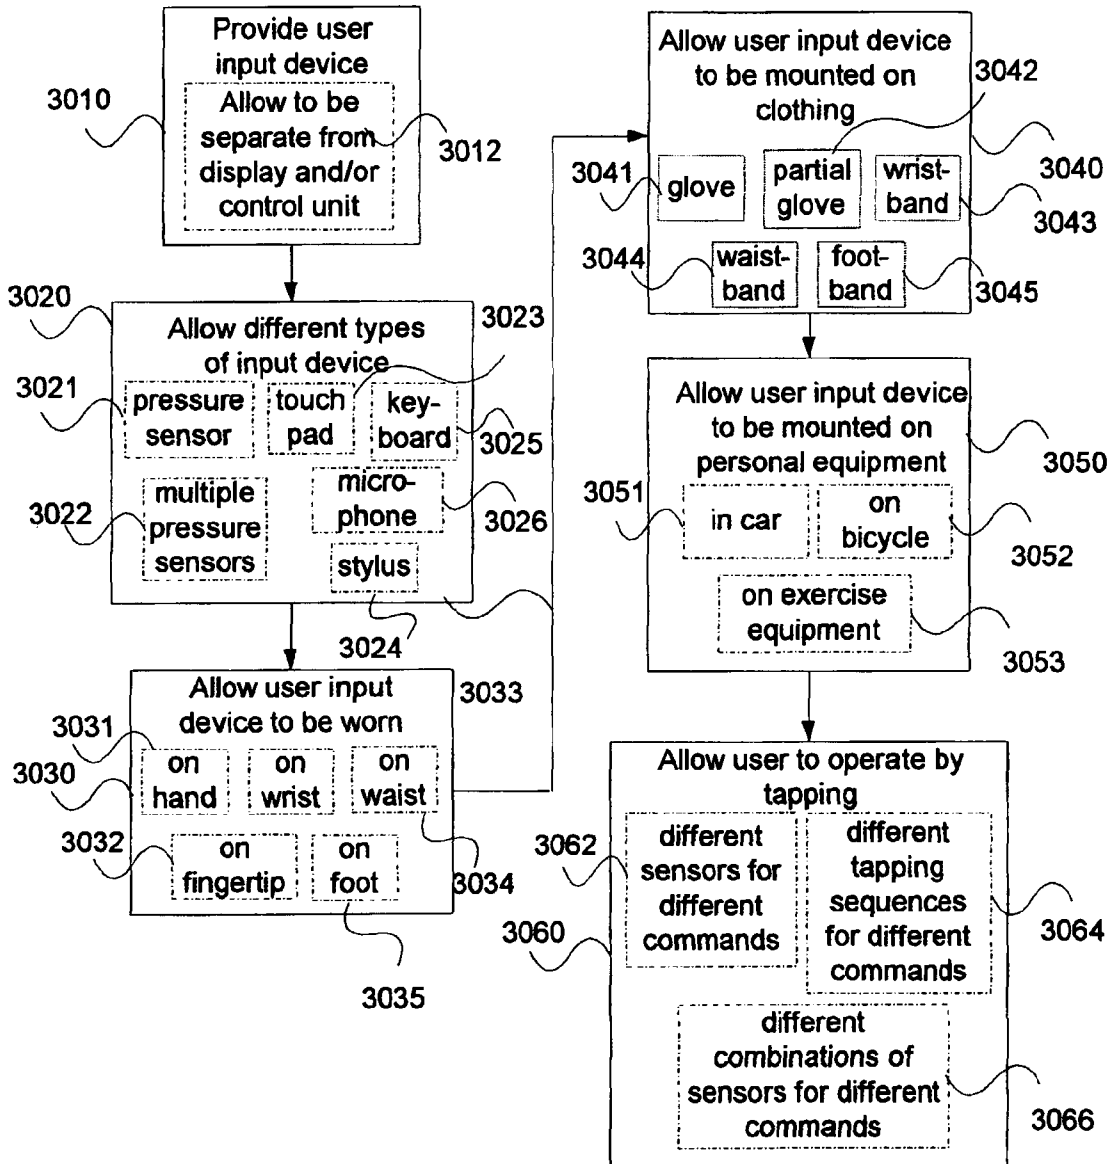 Provide user
input device
3010
Allow to be
separate from
display and/or
control unit
3012
3020
Allow different types
of input device
3023
3021
pressure
sensor
touch
pad
key-
board
3025
3022
multiple
pressure
sensors
micro-
phone
3026
stylus
3024
Allow user input
device to be worn
3033
3031
3030
on
hand
on
wrist
on
waist
3032
on
fingertip
on
foot
3034
3035
Allow user input device
to be mounted on
clothing
3042
3040
3041
glove
partial
glove
wrist-
band
3043
3044
waist-
band
foot-
band
3045
Allow user input device
to be mounted on
personal equipment
3050
3051
in car
on
bicycle
3052
on exercise
equipment
3053
Allow user to operate by
tapping
3062
different
sensors for
different
commands
different
tapping
sequences
for different
commands
3064
3060
different
combinations of
sensors for different
commands
3066